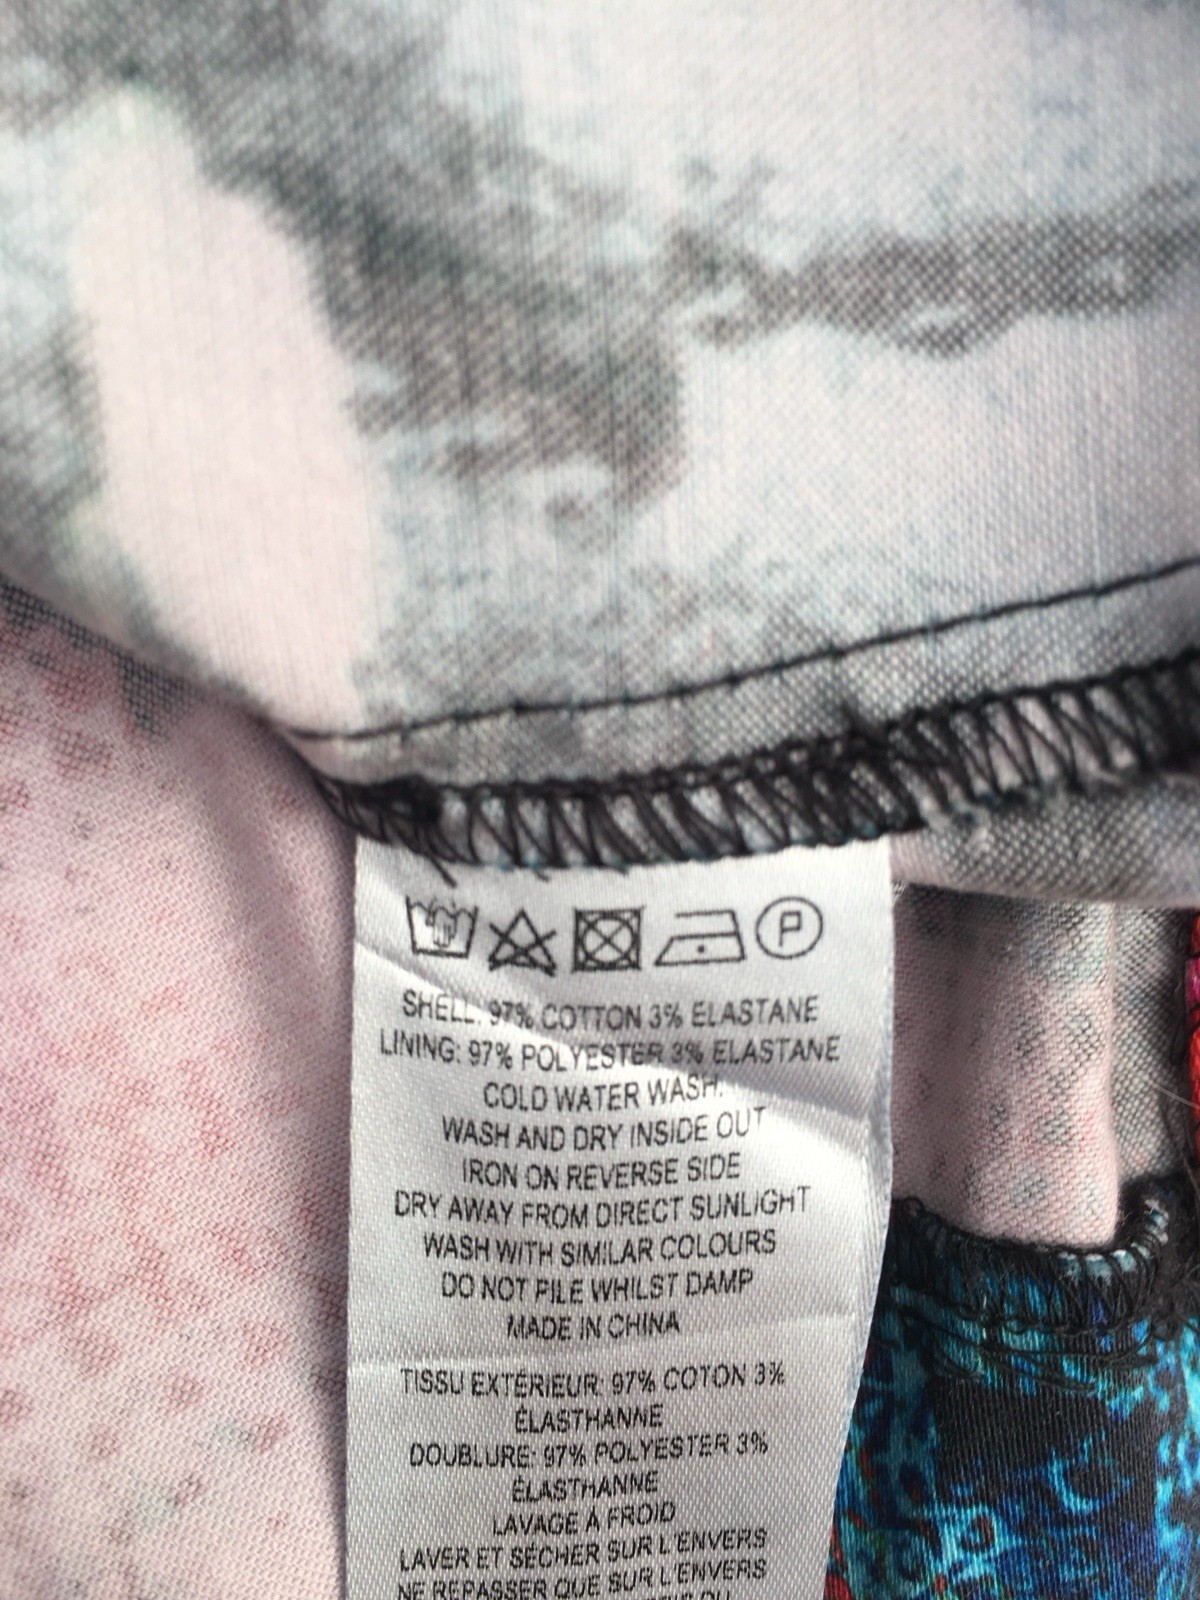 P
SHELL: 97% COTTON 3% ELASTANE
LINING: 97% POLYESTER 3% ELASTANE
COLD WATER WASH.
WASH AND DRY INSIDE OUT
IRON ON REVERSE SIDE
DRY AWAY FROM DIRECT SUNLIGHT
WASH WITH SIMILAR COLOURS
DO NOT PILE WHILST DAMP
MADE IN CHINA
TISSU EXTÉRIEUR: 97% COTON 3%
ÉLASTHANNE
DOUBLURE: 97% POLYESTER 3%
ÉLASTHANNE
LAVAGE À FROID
LAVER ET SÉCHER SUR L'ENVERS
NE REPASSER QUE SUR L'ENVERS